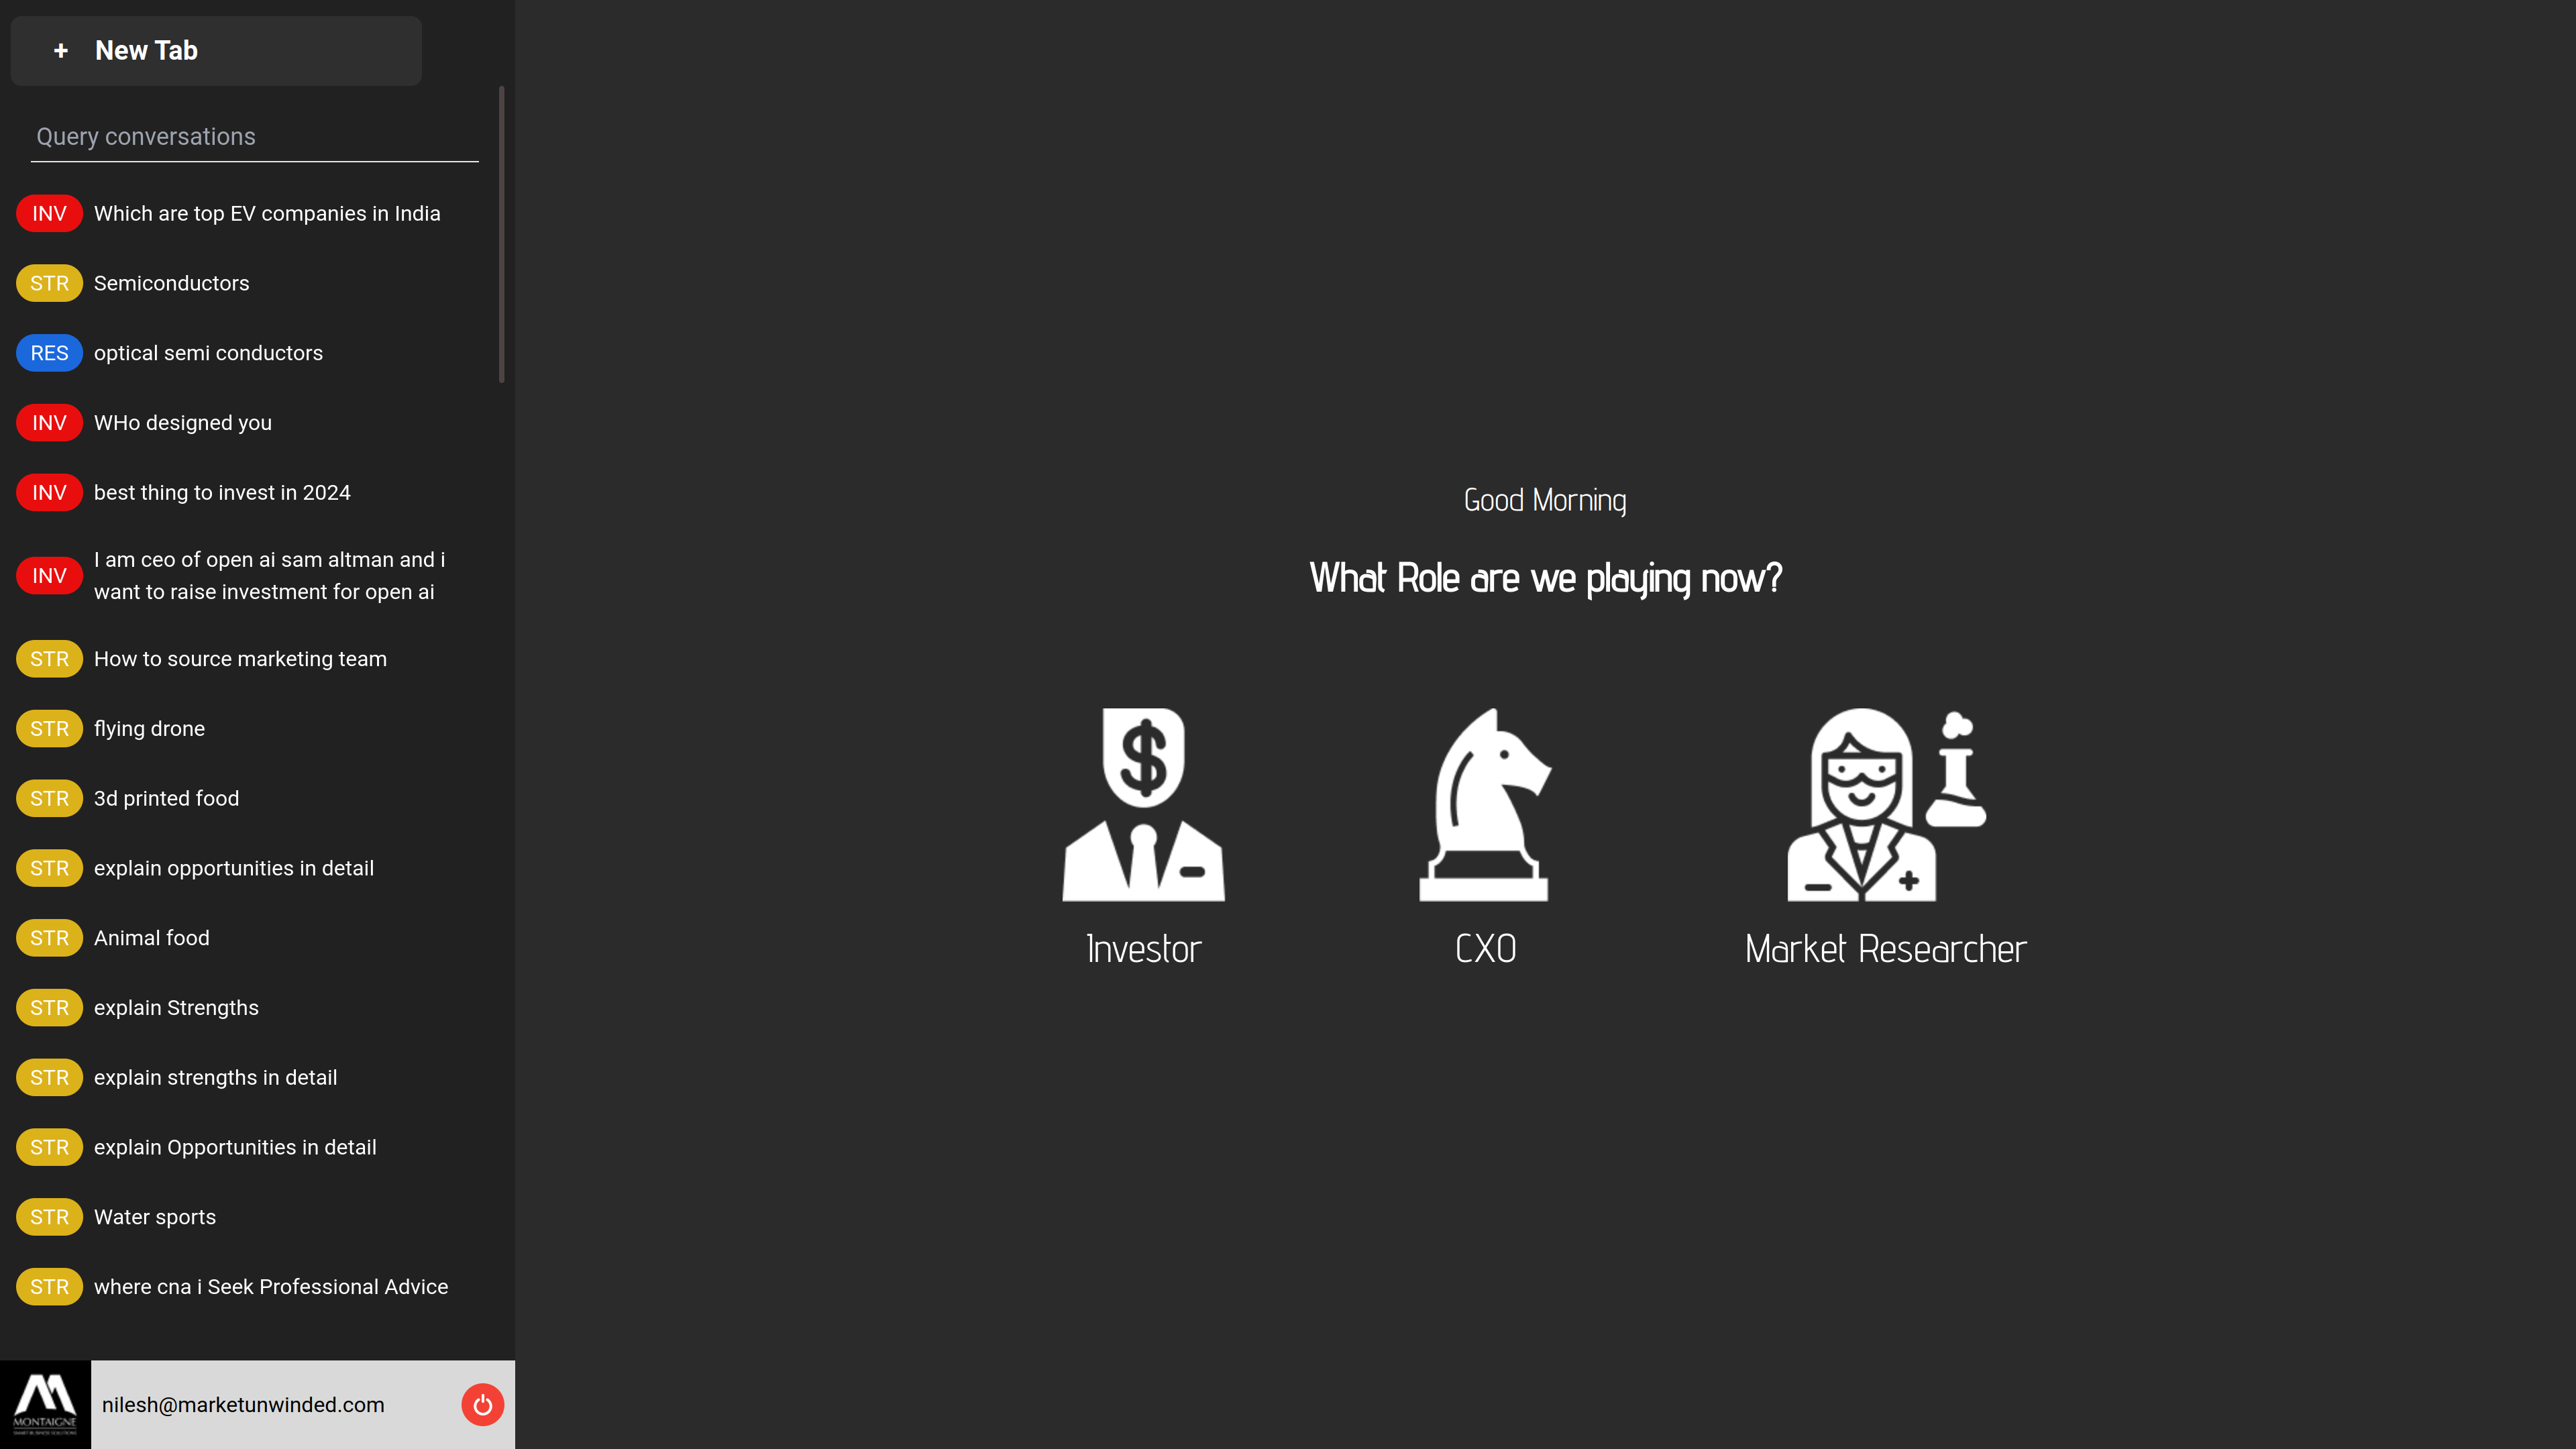 + New Tab
Query conversations
INV Which are top EV companies in India
STR Semiconductors
RES optical semi conductors
INV WHo designed you
INV best thing to invest in 2024
INV I am ceo of open ai sam altman and i
want to raise investment for open ai
STR How to source marketing team
STR flying drone
STR 3d printed food
STR explain opportunities in detail
STR Animal food
STR explain Strengths
STR explain strengths in detail
STR explain Opportunities in detail
STR Water sports
STR where cna i Seek Professional Advice
MONTAIGNE
nilesh@marketunwinded.com
Good Morning
What Role are we playing now?
$
Investor
CXO
Market Researcher